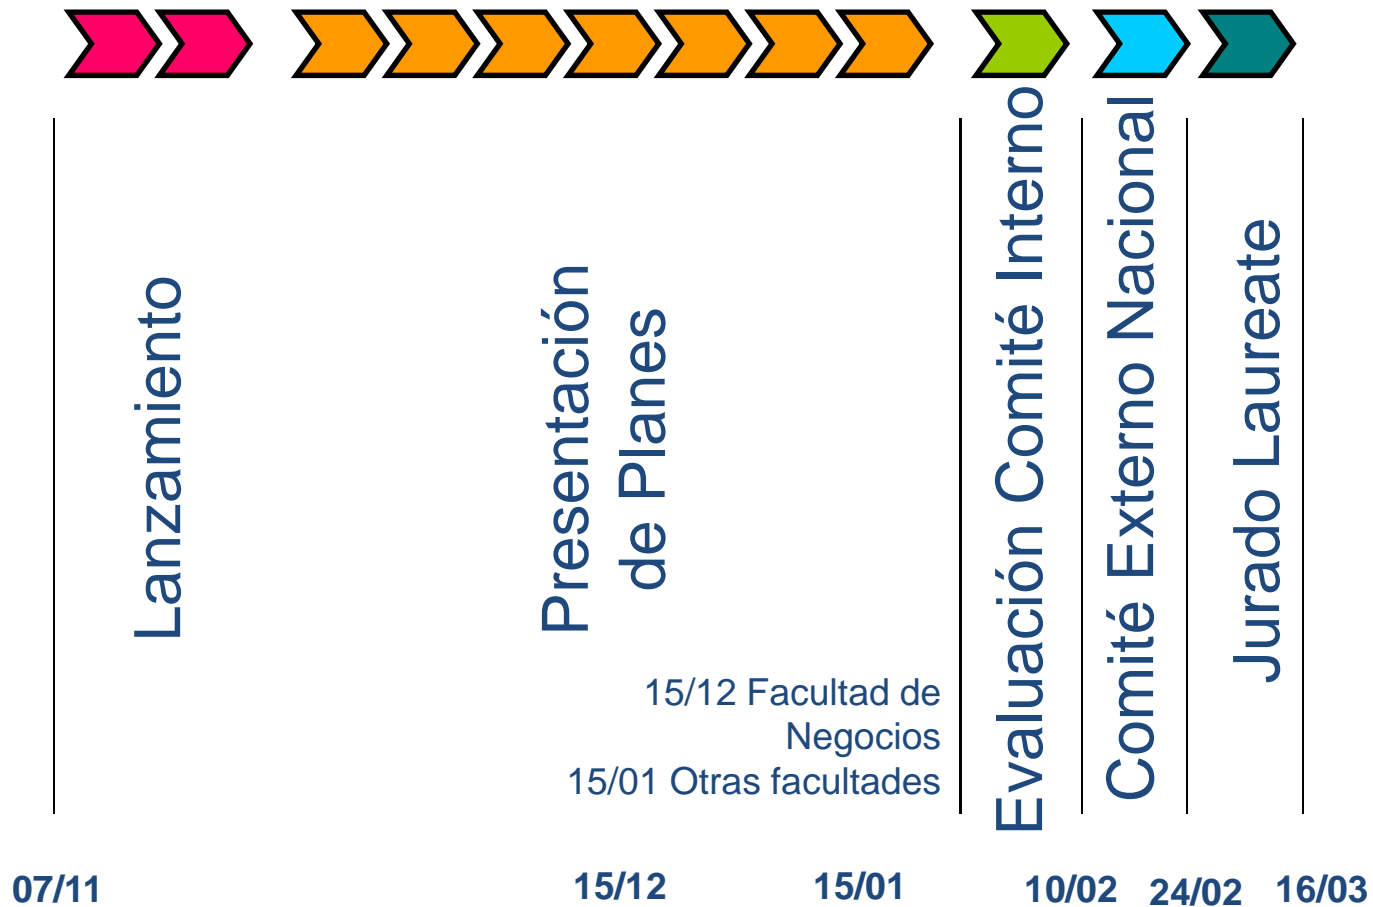 Lanzamiento
Presentación
de Planes
15/12 Facultad de
Negocios
15/01 Otras facultades
Evaluación Comité Interno
Comité Externo Nacional
Jurado Laureate
07/11
15/12
15/01
10/02
24/02
16/03